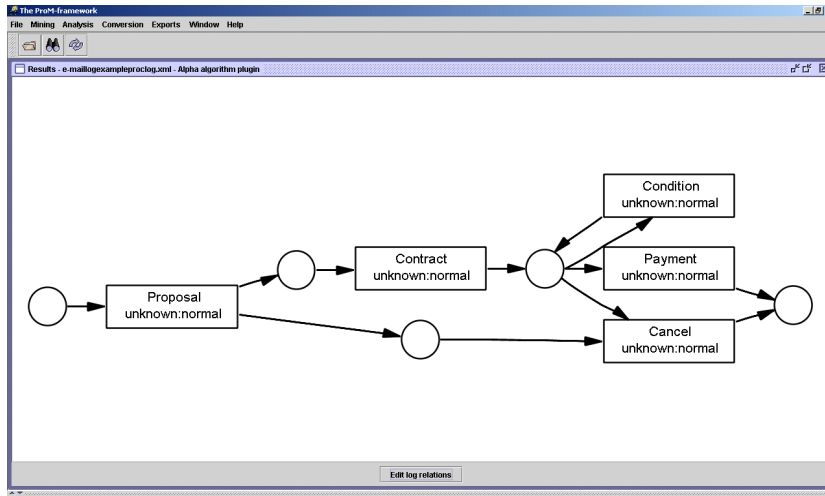 The ProM-framework
File Mining Analysis Conversion Exports Window Help
Results - e-maillogexampleproclog.xml - Alpha algorithm plugin
Condition
unknown:normal
Contract
unknown:normal
Payment
unknown:normal
Proposal
unknown:normal
Cancel
unknown:normal
Edit log relations